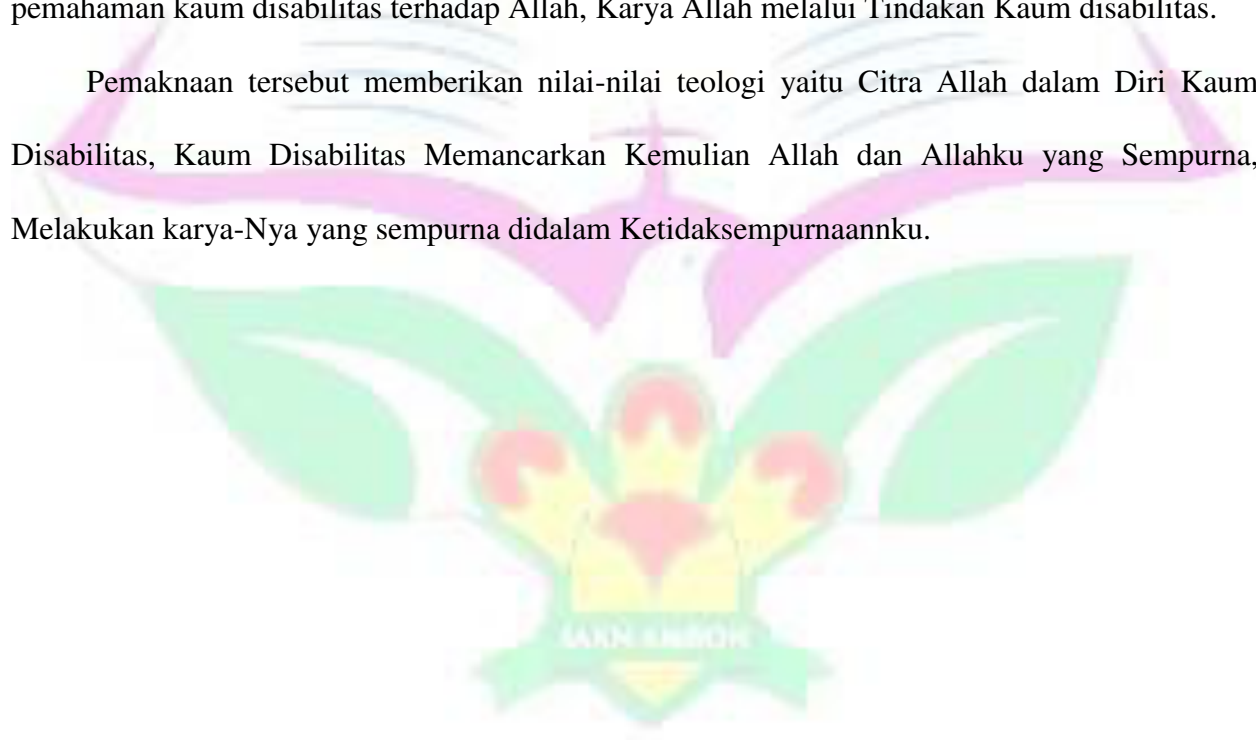 pemahaman kaum disabilitas terhadap Allah, Karya Allah melalui Tindakan Kaum disabilitas.
Pemaknaan tersebut memberikan nilai-nilai teologi yaitu Citra Allah dalam Diri Kaum
Disabilitas, Kaum Disabilitas Memancarkan Kemulian Allah dan Allahku yang Sempurna,
Melakukan karya-Nya yang sempurna didalam Ketidaksempurnaannku.
IAKN AMBON